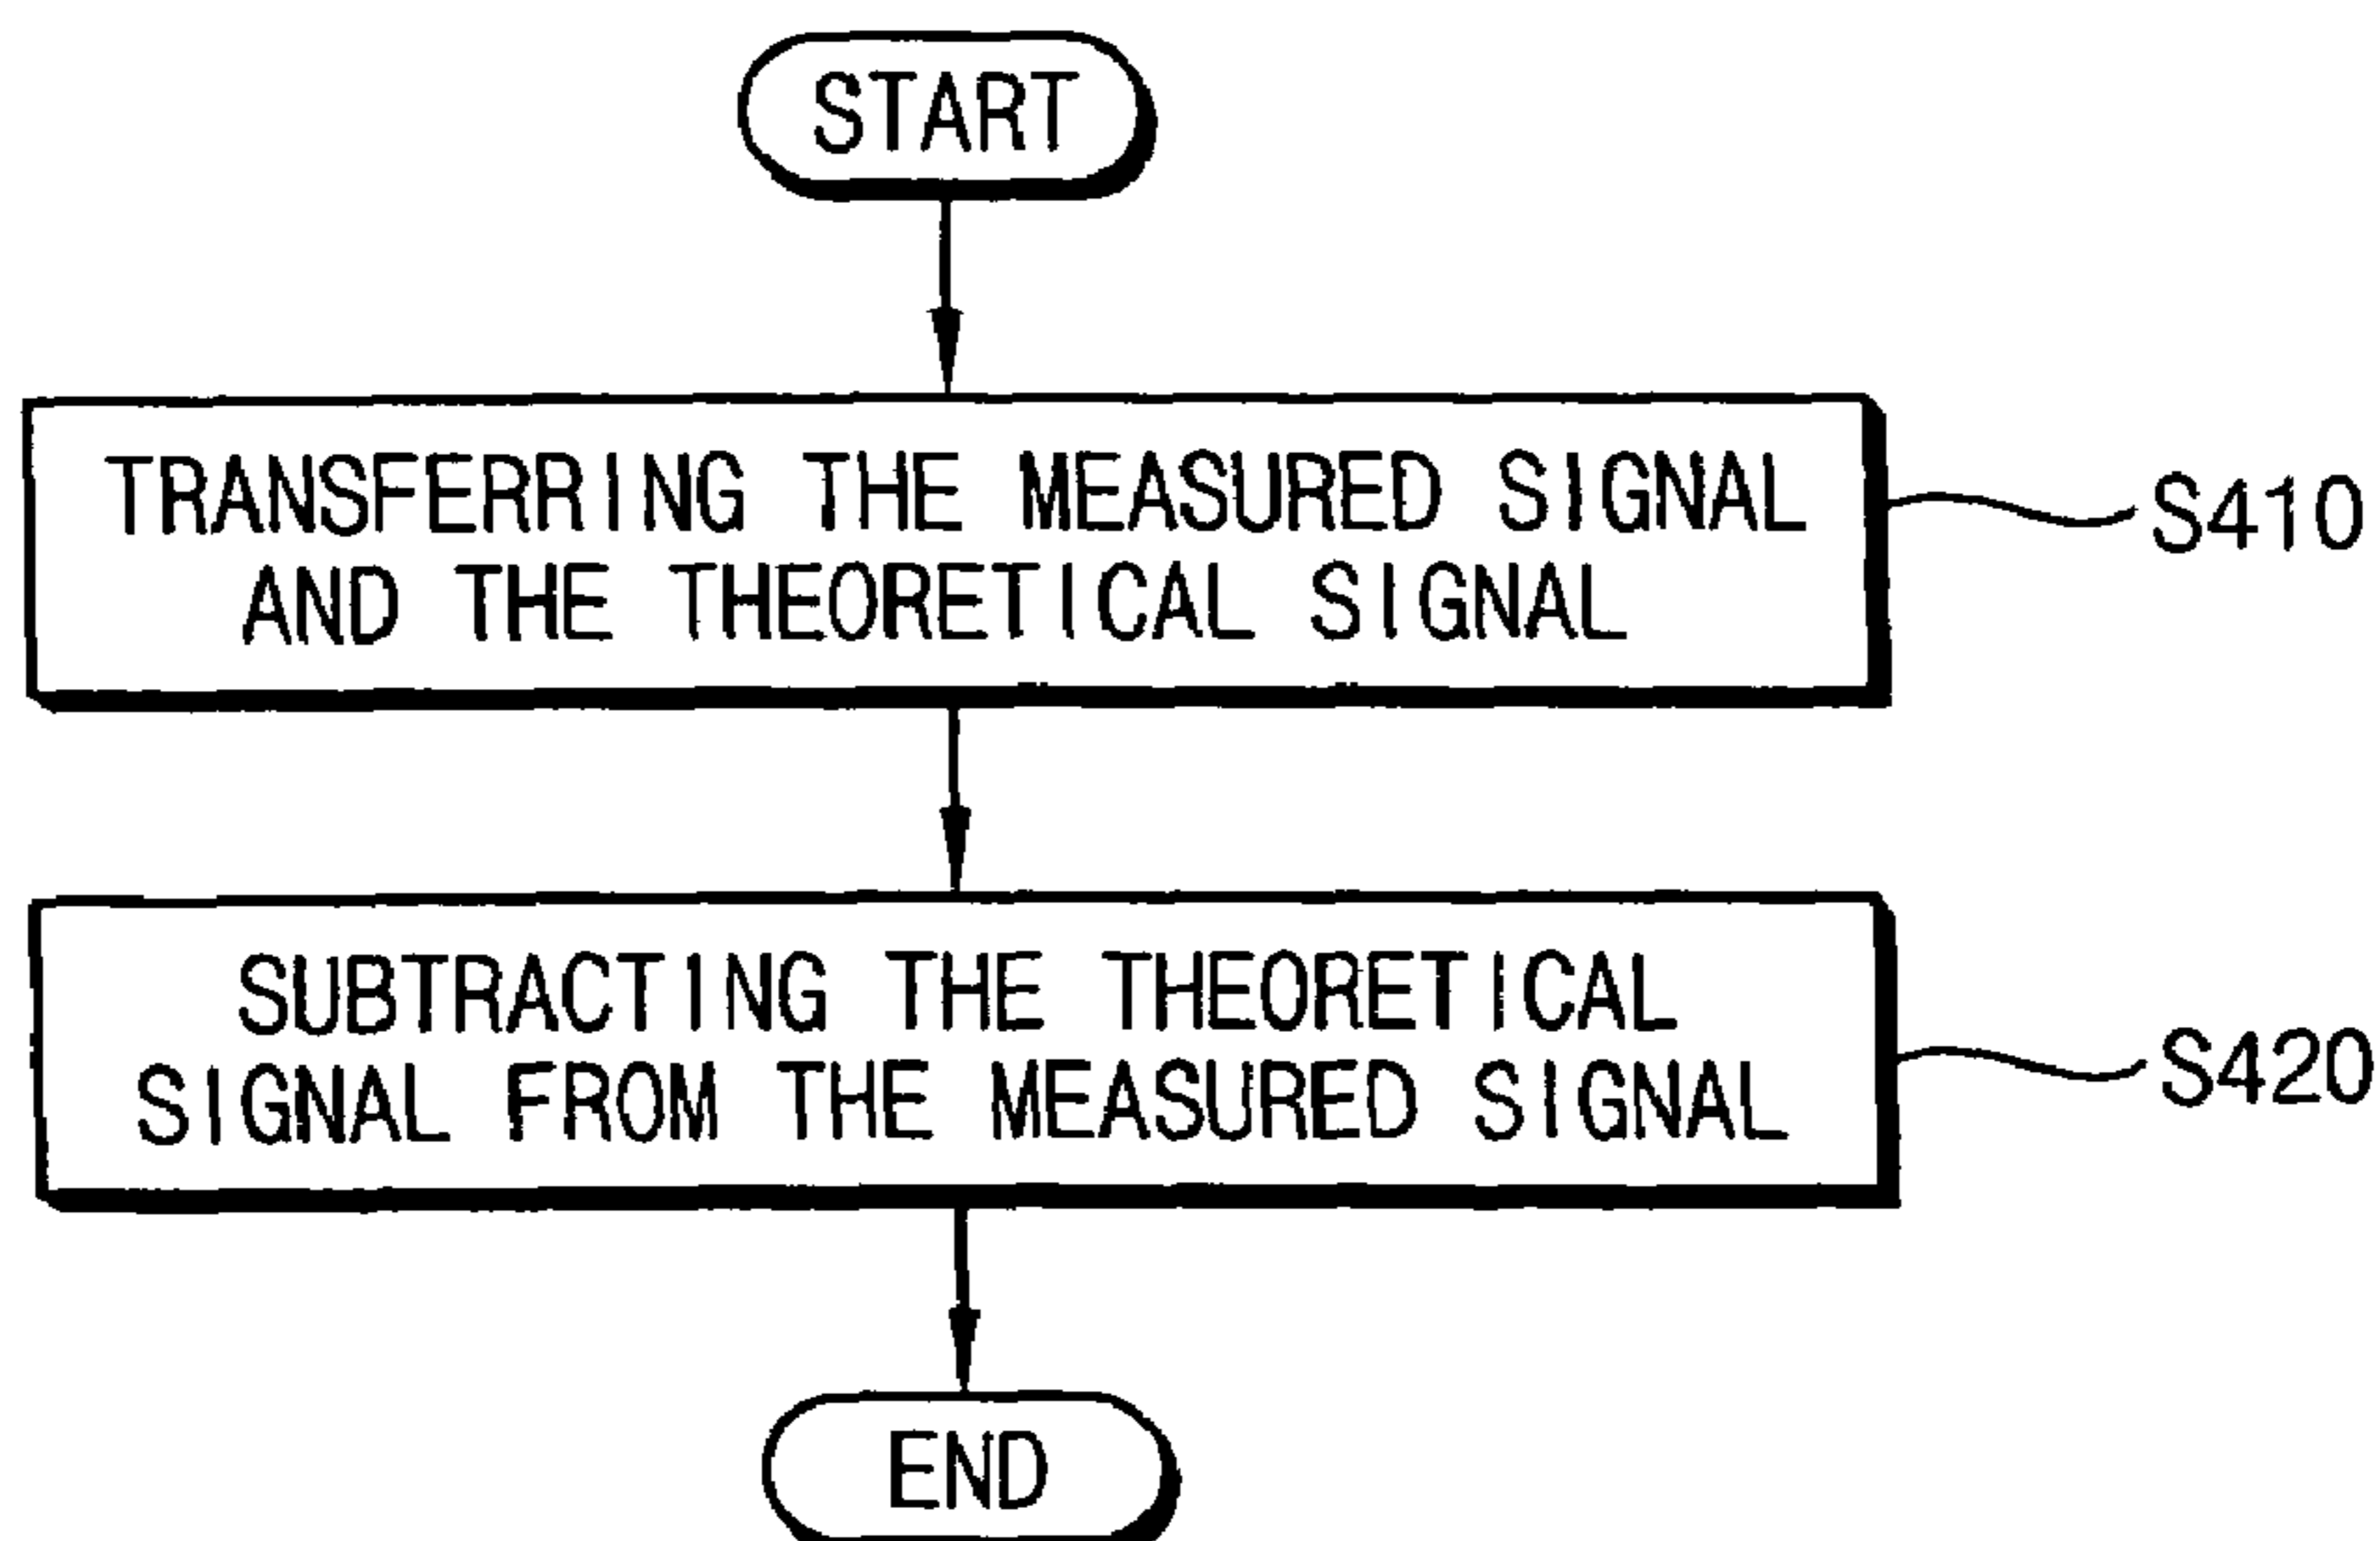 START
TRANSFERRING THE MEASURED SIGNAL
AND THE THEORETICAL SIGNAL
S410
SUBTRACTING THE THEORETICAL
SIGNAL FROM THE MEASURED SIGNAL
S420
END